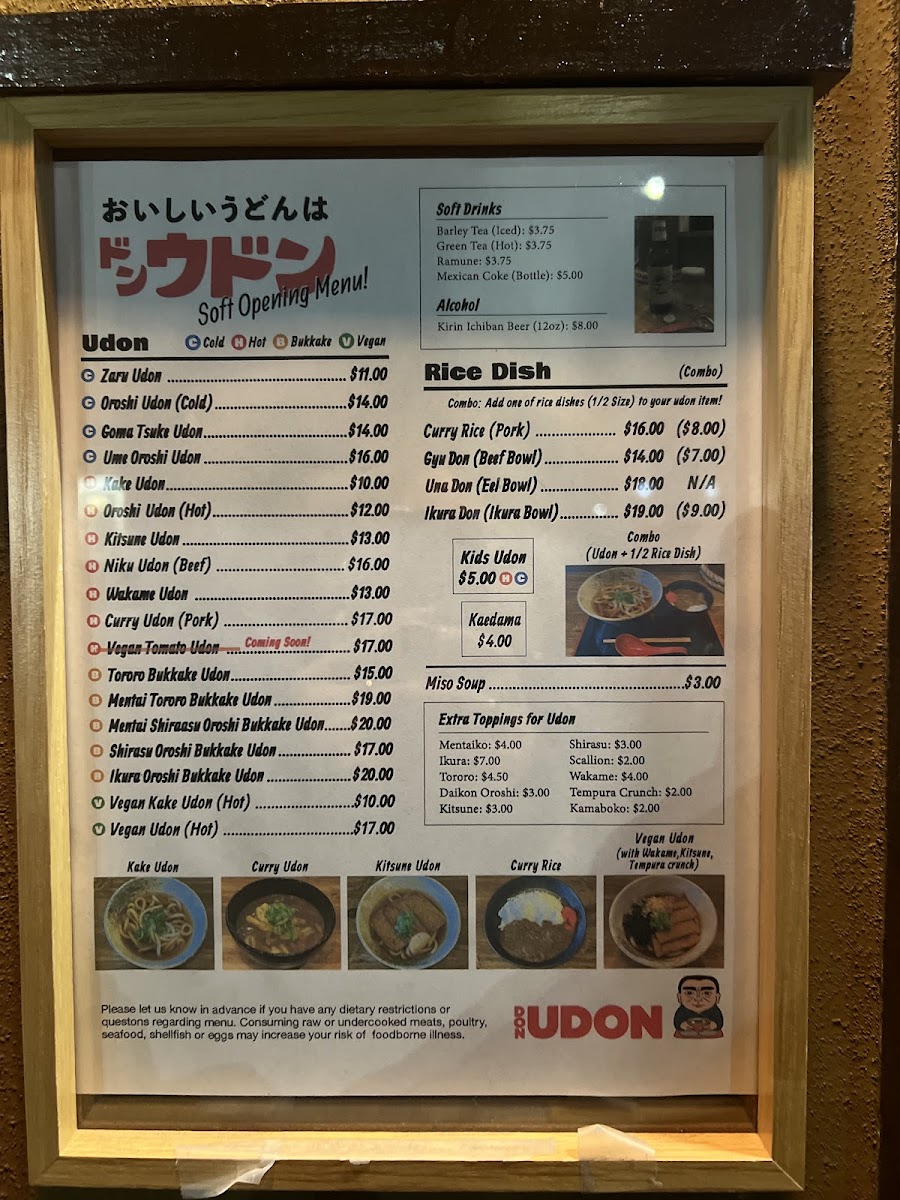 おいしいうどんは
ドン ウドン
Soft Opening Menu!
Udon C Cold H Hot B Bukkake V Vegan
C Zaru Udon ........ $11.00
C Oroshi Udon (Cold) ........ $14.00
C Goma Tsuke Udon ........ $14.00
C Ume Oroshi Udon ........ $16.00
H Kake Udon ........ $10.00
H Oroshi Udon (Hot) ........ $12.00
H Kitsune Udon ........ $13.00
H Niku Udon (Beef) ........ $16.00
H Wakame Udon ........ $13.00
H Curry Udon (Pork) ........ $17.00
H Vegan Tomato Udon .... Coming Soon! $17.00
B Tororo Bukkake Udon ........ $15.00
B Mentai Tororo Bukkake Udon ........ $19.00
B Mentai Shiraasu Oroshi Bukkake Udon ........ $20.00
B Shirasu Oroshi Bukkake Udon ........ $17.00
B Ikura Oroshi Bukkake Udon ........ $20.00
V Vegan Kake Udon (Hot) ........ $10.00
V Vegan Udon (Hot) ........ $17.00
Soft Drinks
Barley Tea (Iced): $3.75
Green Tea (Hot): $3.75
Ramune: $3.75
Mexican Coke (Bottle): $5.00
Alcohol
Kirin Ichiban Beer (12oz): $8.00
Rice Dish (Combo)
Combo: Add one of rice dishes (1/2 Size) to your udon item!
Curry Rice (Pork) ........ $16.00 ($8.00)
Gyu Don (Beef Bowl) ........ $14.00 ($7.00)
Una Don (Eel Bowl) ........ $18.00 N/A
Ikura Don (Ikura Bowl) ........ $19.00 ($9.00)
Kids Udon
$5.00 H C
Kaedama
$4.00
Combo
(Udon + 1/2 Rice Dish)
Miso Soup ........ $3.00
Extra Toppings for Udon
Mentaiko: $4.00
Ikura: $7.00
Tororo: $4.50
Daikon Oroshi: $3.00
Kitsune: $3.00
Shirasu: $3.00
Scallion: $2.00
Wakame: $4.00
Tempura Crunch: $2.00
Kamaboko: $2.00
Kake Udon
Curry Udon
Kitsune Udon
Curry Rice
Vegan Udon
(with Wakame,Kitsune,
Tempura crunch)
Please let us know in advance if you have any dietary restrictions or
questons regarding menu. Consuming raw or undercooked meats, poultry,
seafood, shellfish or eggs may increase your risk of foodborne illness.
DON UDON